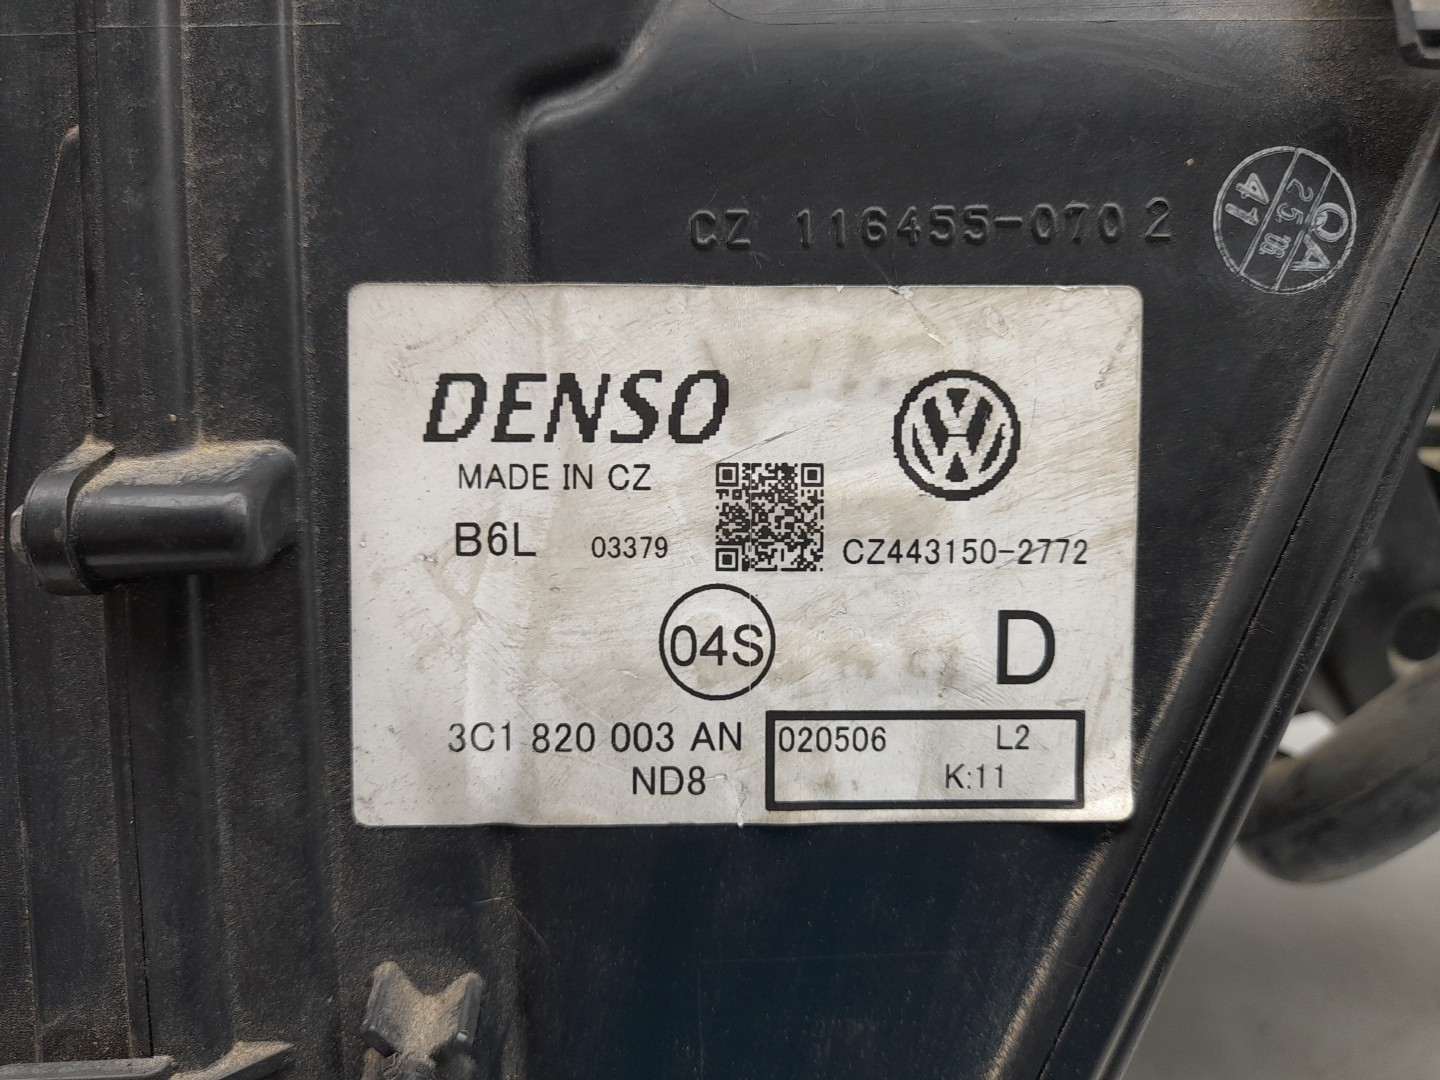 CZ 116455-0702
QA
25.
41
DENSO
MADE IN CZ
B6L 03379
CZ443150-2772
04S
D
3C1 820 003 AN
ND8
020506 L2
K:11